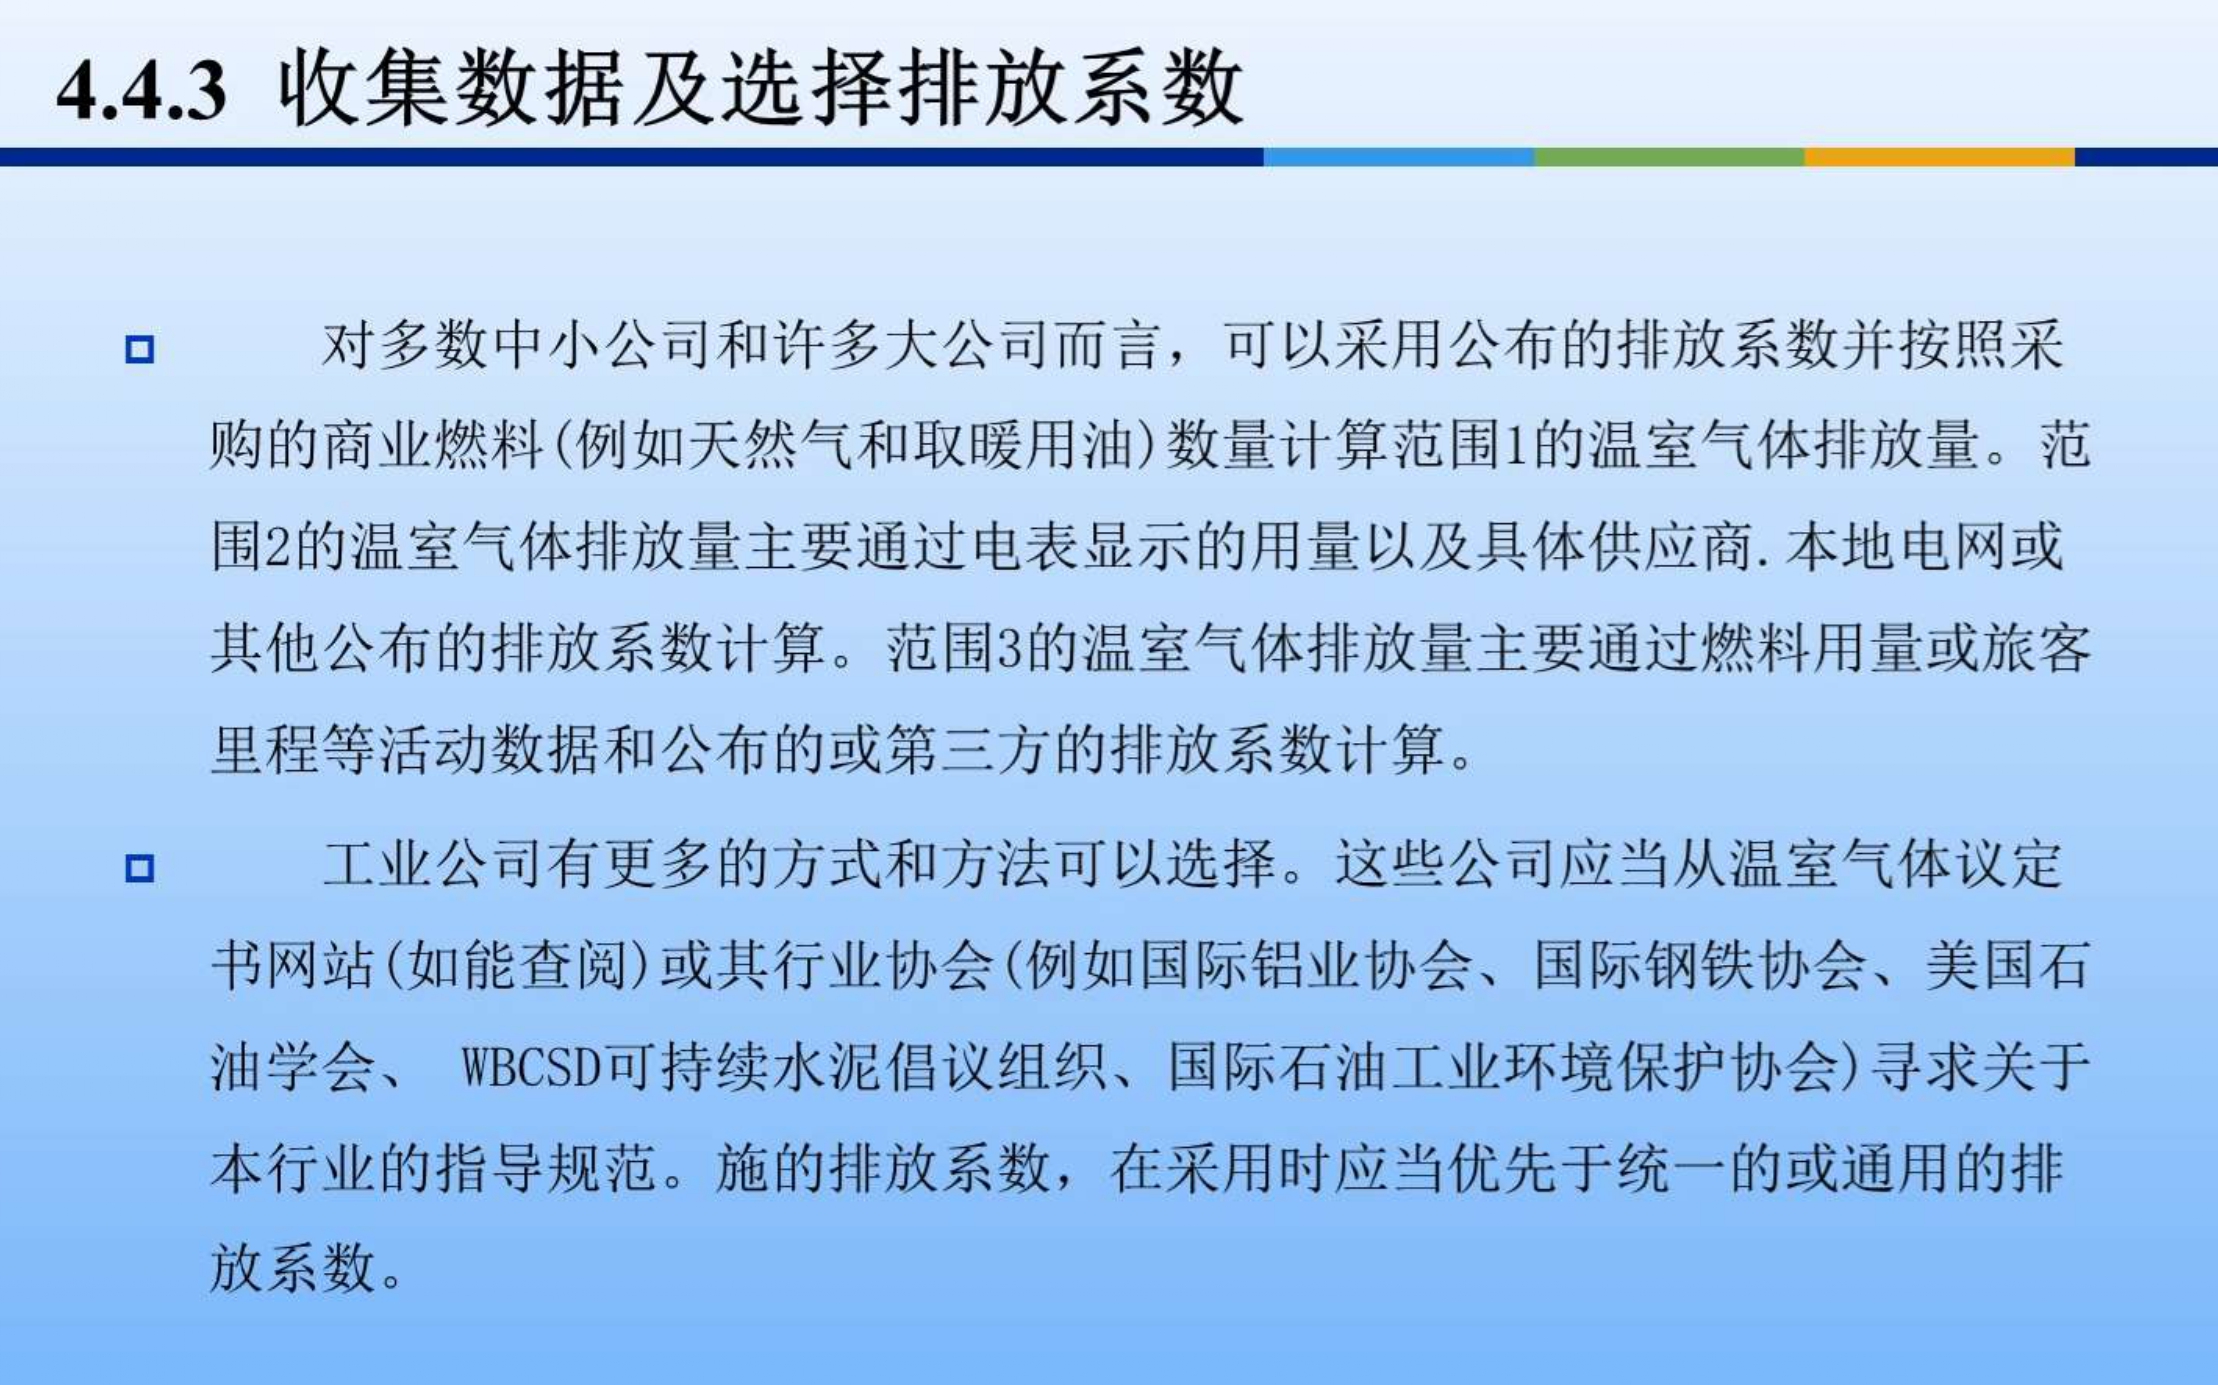 4.4.3 收集数据及选择排放系数
对多数中小公司和许多大公司而言，可以采用公布的排放系数并按照采
购的商业燃料(例如天然气和取暖用油)数量计算范围1的温室气体排放量。范
围2的温室气体排放量主要通过电表显示的用量以及具体供应商.本地电网或
其他公布的排放系数计算。范围3的温室气体排放量主要通过燃料用量或旅客
里程等活动数据和公布的或第三方的排放系数计算。
工业公司有更多的方式和方法可以选择。这些公司应当从温室气体议定
书网站(如能查阅)或其行业协会(例如国际铝业协会、国际钢铁协会、美国石
油学会、 WBCSD可持续水泥倡议组织、国际石油工业环境保护协会)寻求关于
本行业的指导规范。施的排放系数，在采用时应当优先于统一的或通用的排
放系数。